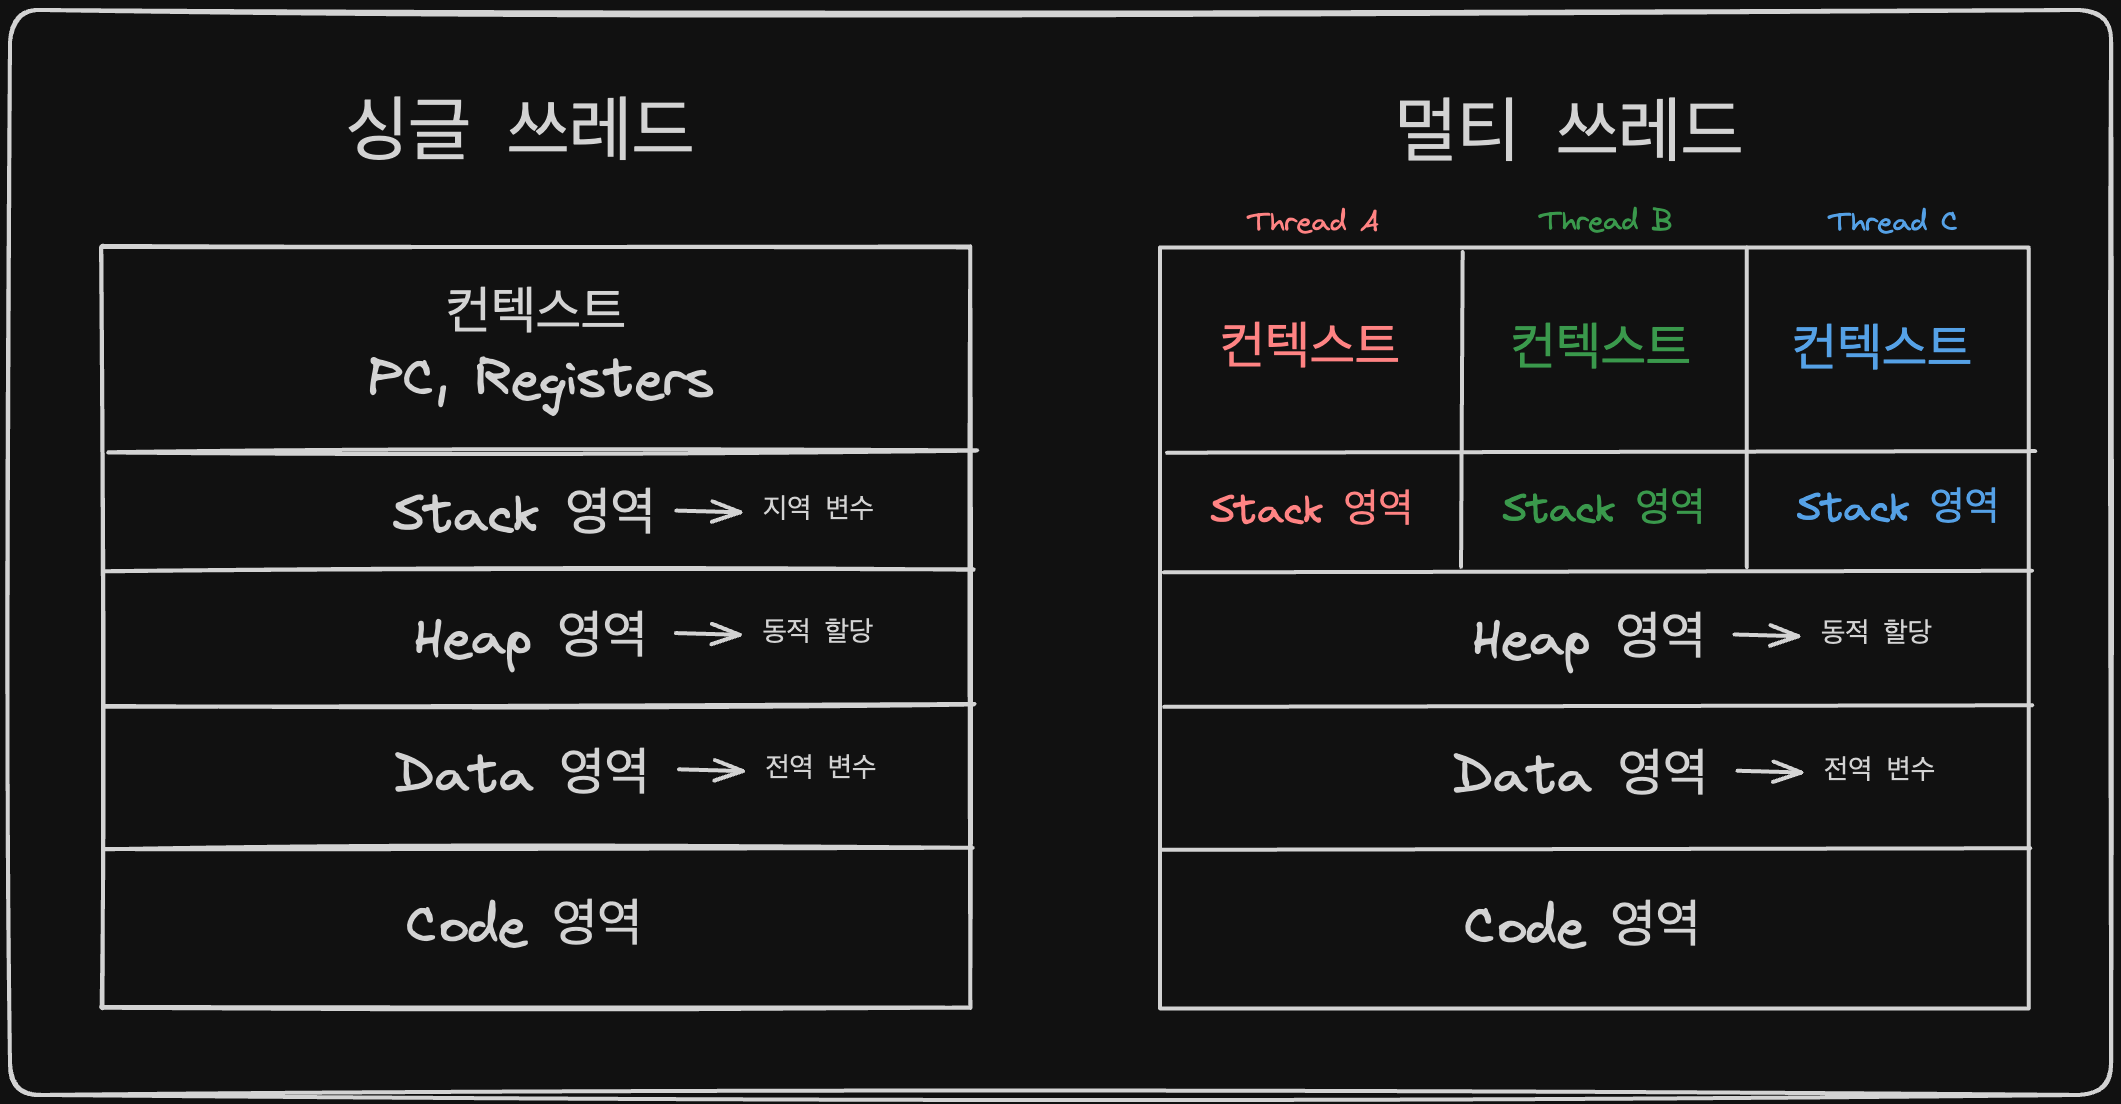 싱글 쓰레드
컨텍스트
PC, Registers
Stack 영역 → 지역 변수
Heap 영역 → 동적 할당
Data 영역 → 전역 변수
Code 영역
멀티 쓰레드
Thread A Thread B Thread C
컨텍스트 컨텍스트 컨텍스트
Stack 영역 Stack 영역 Stack 영역
Heap 영역 → 동적 할당
Data 영역 → 전역 변수
Code 영역